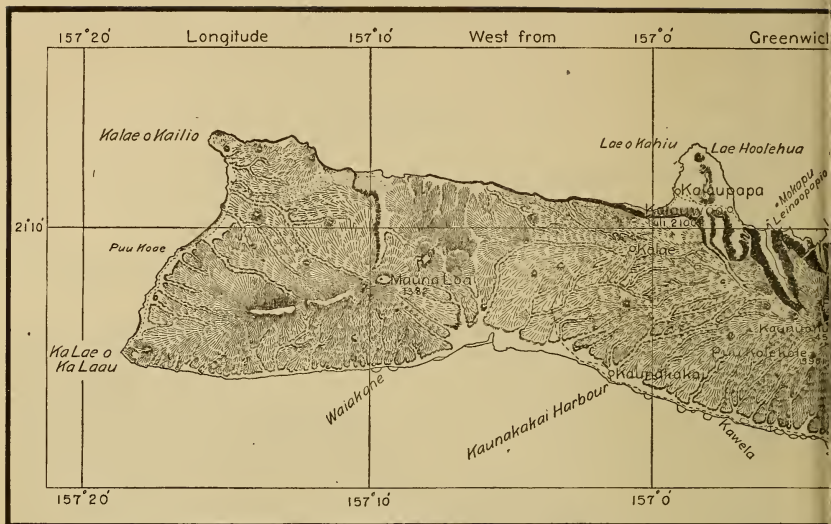 157°20' Longitude 157°10' West from 157°0' Greenwich
Kalae o Kailio
Lae o Kahiu Lae Hoolehua
Mokapu
Leinaopapio
Kalaupapa
21°10'
Puu Koae
Kalae
Mauna Loa
1382
Ka Lae o
Ka Laau
Puu Kolekole
Kaunakakai
Waiakane
Kaunakakai Harbour
Kawela
157°20' 157°10' 157°0'